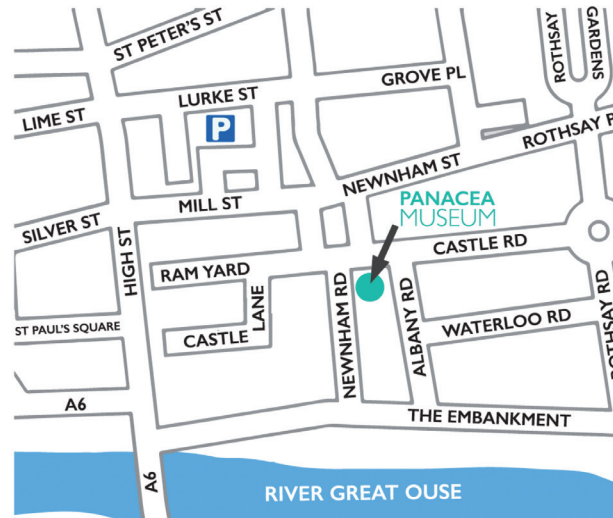 ST PETER'S ST
ROTHSAY
GARDENS
GROVE PL
LURKE ST
LIME ST
P
ROTHSAY P
NEWNHAM ST
PANACEA
MUSEUM
MILL ST
SILVER ST
HIGH ST
CASTLE RD
RAM YARD
LANE
NEWNHAM RD
ALBANY RD
ROTHSAY RD
ST PAUL'S SQUARE
CASTLE
WATERLOO RD
A6
THE EMBANKMENT
A6
RIVER GREAT OUSE